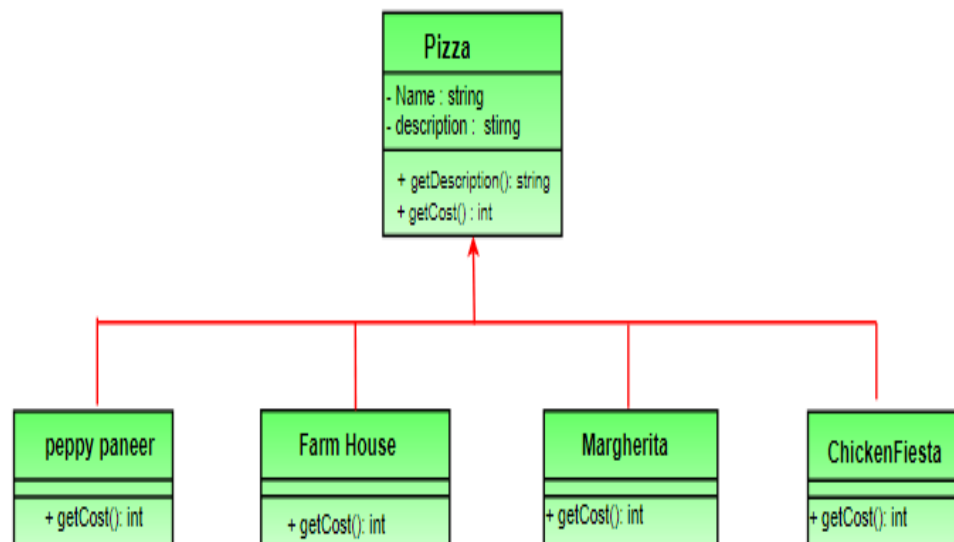 Pizza
- Name : string
- description : stirng
+ getDescription(): string
+ getCost() : int
peppy paneer
+ getCost(): int
Farm House
+ getCost(): int
Margherita
+ getCost(): int
ChickenFiesta
+ getCost(): int